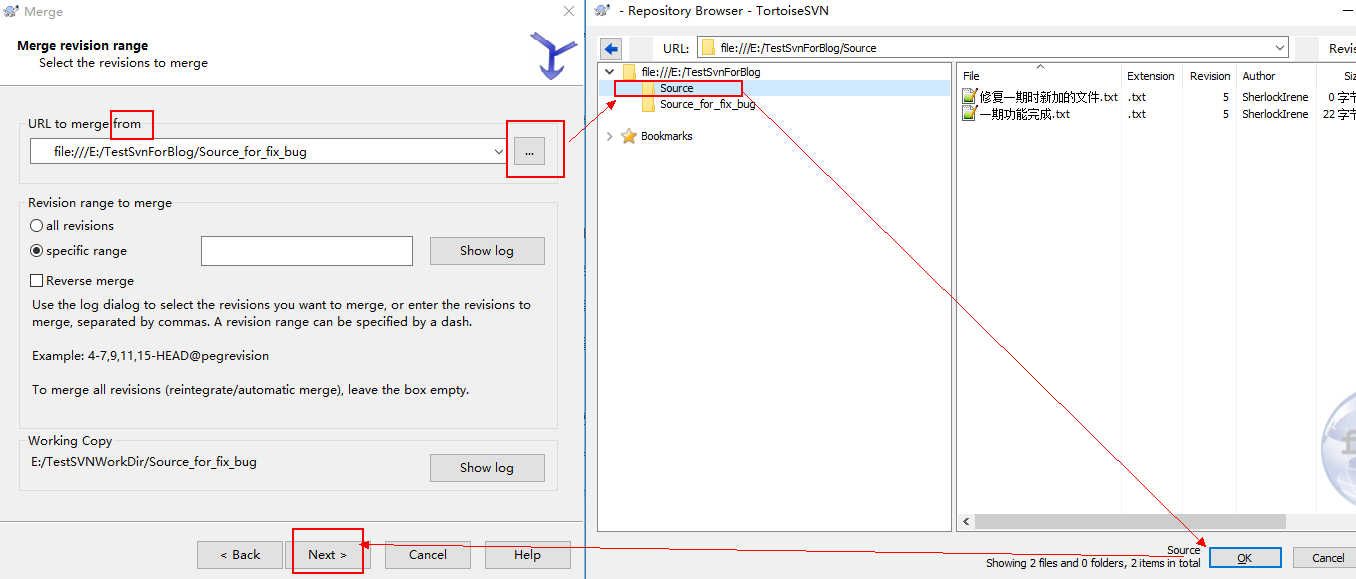 Merge
Merge revision range
Select the revisions to merge
URL to merge from
file:///E:/TestSvnForBlog/Source_for_fix_bug
...
Revision range to merge
all revisions
specific range
Show log
Reverse merge
Use the log dialog to select the revisions you want to merge, or enter the revisions to
merge, separated by commas. A revision range can be specified by a dash.
Example: 4-7,9,11,15-HEAD@pegrevision
To merge all revisions (reintegrate/automatic merge), leave the box empty.
Working Copy
E:/TestSVNWorkDir/Source_for_fix_bug
Show log
< Back
Next >
Cancel
Help
- Repository Browser - TortoiseSVN
URL: file:///E:/TestSvnForBlog/Source
file:///E:/TestSvnForBlog
Source
Source_for_fix_bug
Bookmarks
File Extension Revision Author
修复一期时新加的文件.txt .txt 5 SherlockIrene 0 字
一期功能完成.txt .txt 5 SherlockIrene 22 字
Source
Showing 2 files and 0 folders, 2 items in total
OK
Cancel